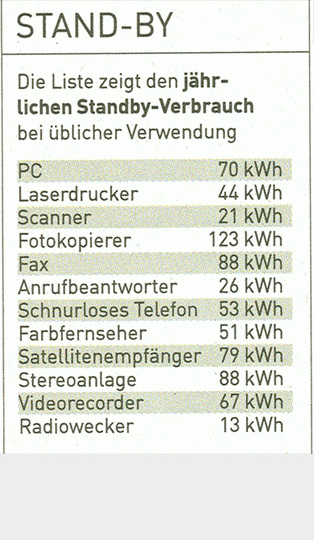 STAND-BY
Die Liste zeigt den jähr-
lichen Standby-Verbrauch
bei üblicher Verwendung
PC 70 kWh
Laserdrucker 44 kWh
Scanner 21 kWh
Fotokopierer 123 kWh
Fax 88 kWh
Anrufbeantworter 26 kWh
Schnurloses Telefon 53 kWh
Farbfernseher 51 kWh
Satellitenempfänger 79 kWh
Stereoanlage 88 kWh
Videorecorder 67 kWh
Radiowecker 13 kWh